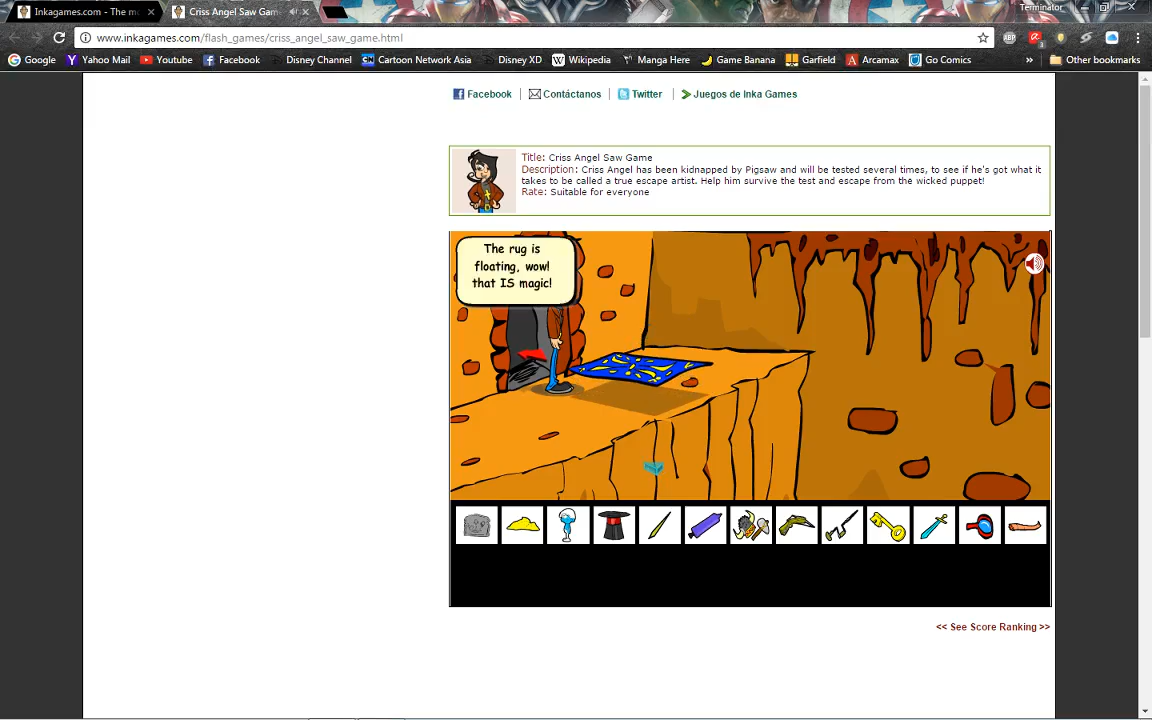 Terminator
Inkagames.com - The m
Criss Angel Saw Gam
www.inkagames.com/flash_games/criss_angel_saw_game.html
ABP
3
Google Yahoo Mail Youtube Facebook Disney Channel CN Cartoon Network Asia Disney XD Wikipedia Manga Here Game Banana Garfield Arcamax Go Comics » Other bookmarks
Facebook | Contáctanos | Twitter | Juegos de Inka Games
Title: Criss Angel Saw Game
Description: Criss Angel has been kidnapped by Pigsaw and will be tested several times, to see if he's got what it
takes to be called a true escape artist. Help him survive the test and escape from the wicked puppet!
Rate: Suitable for everyone
The rug is
floating, wow!
that IS magic!
<< See Score Ranking >>